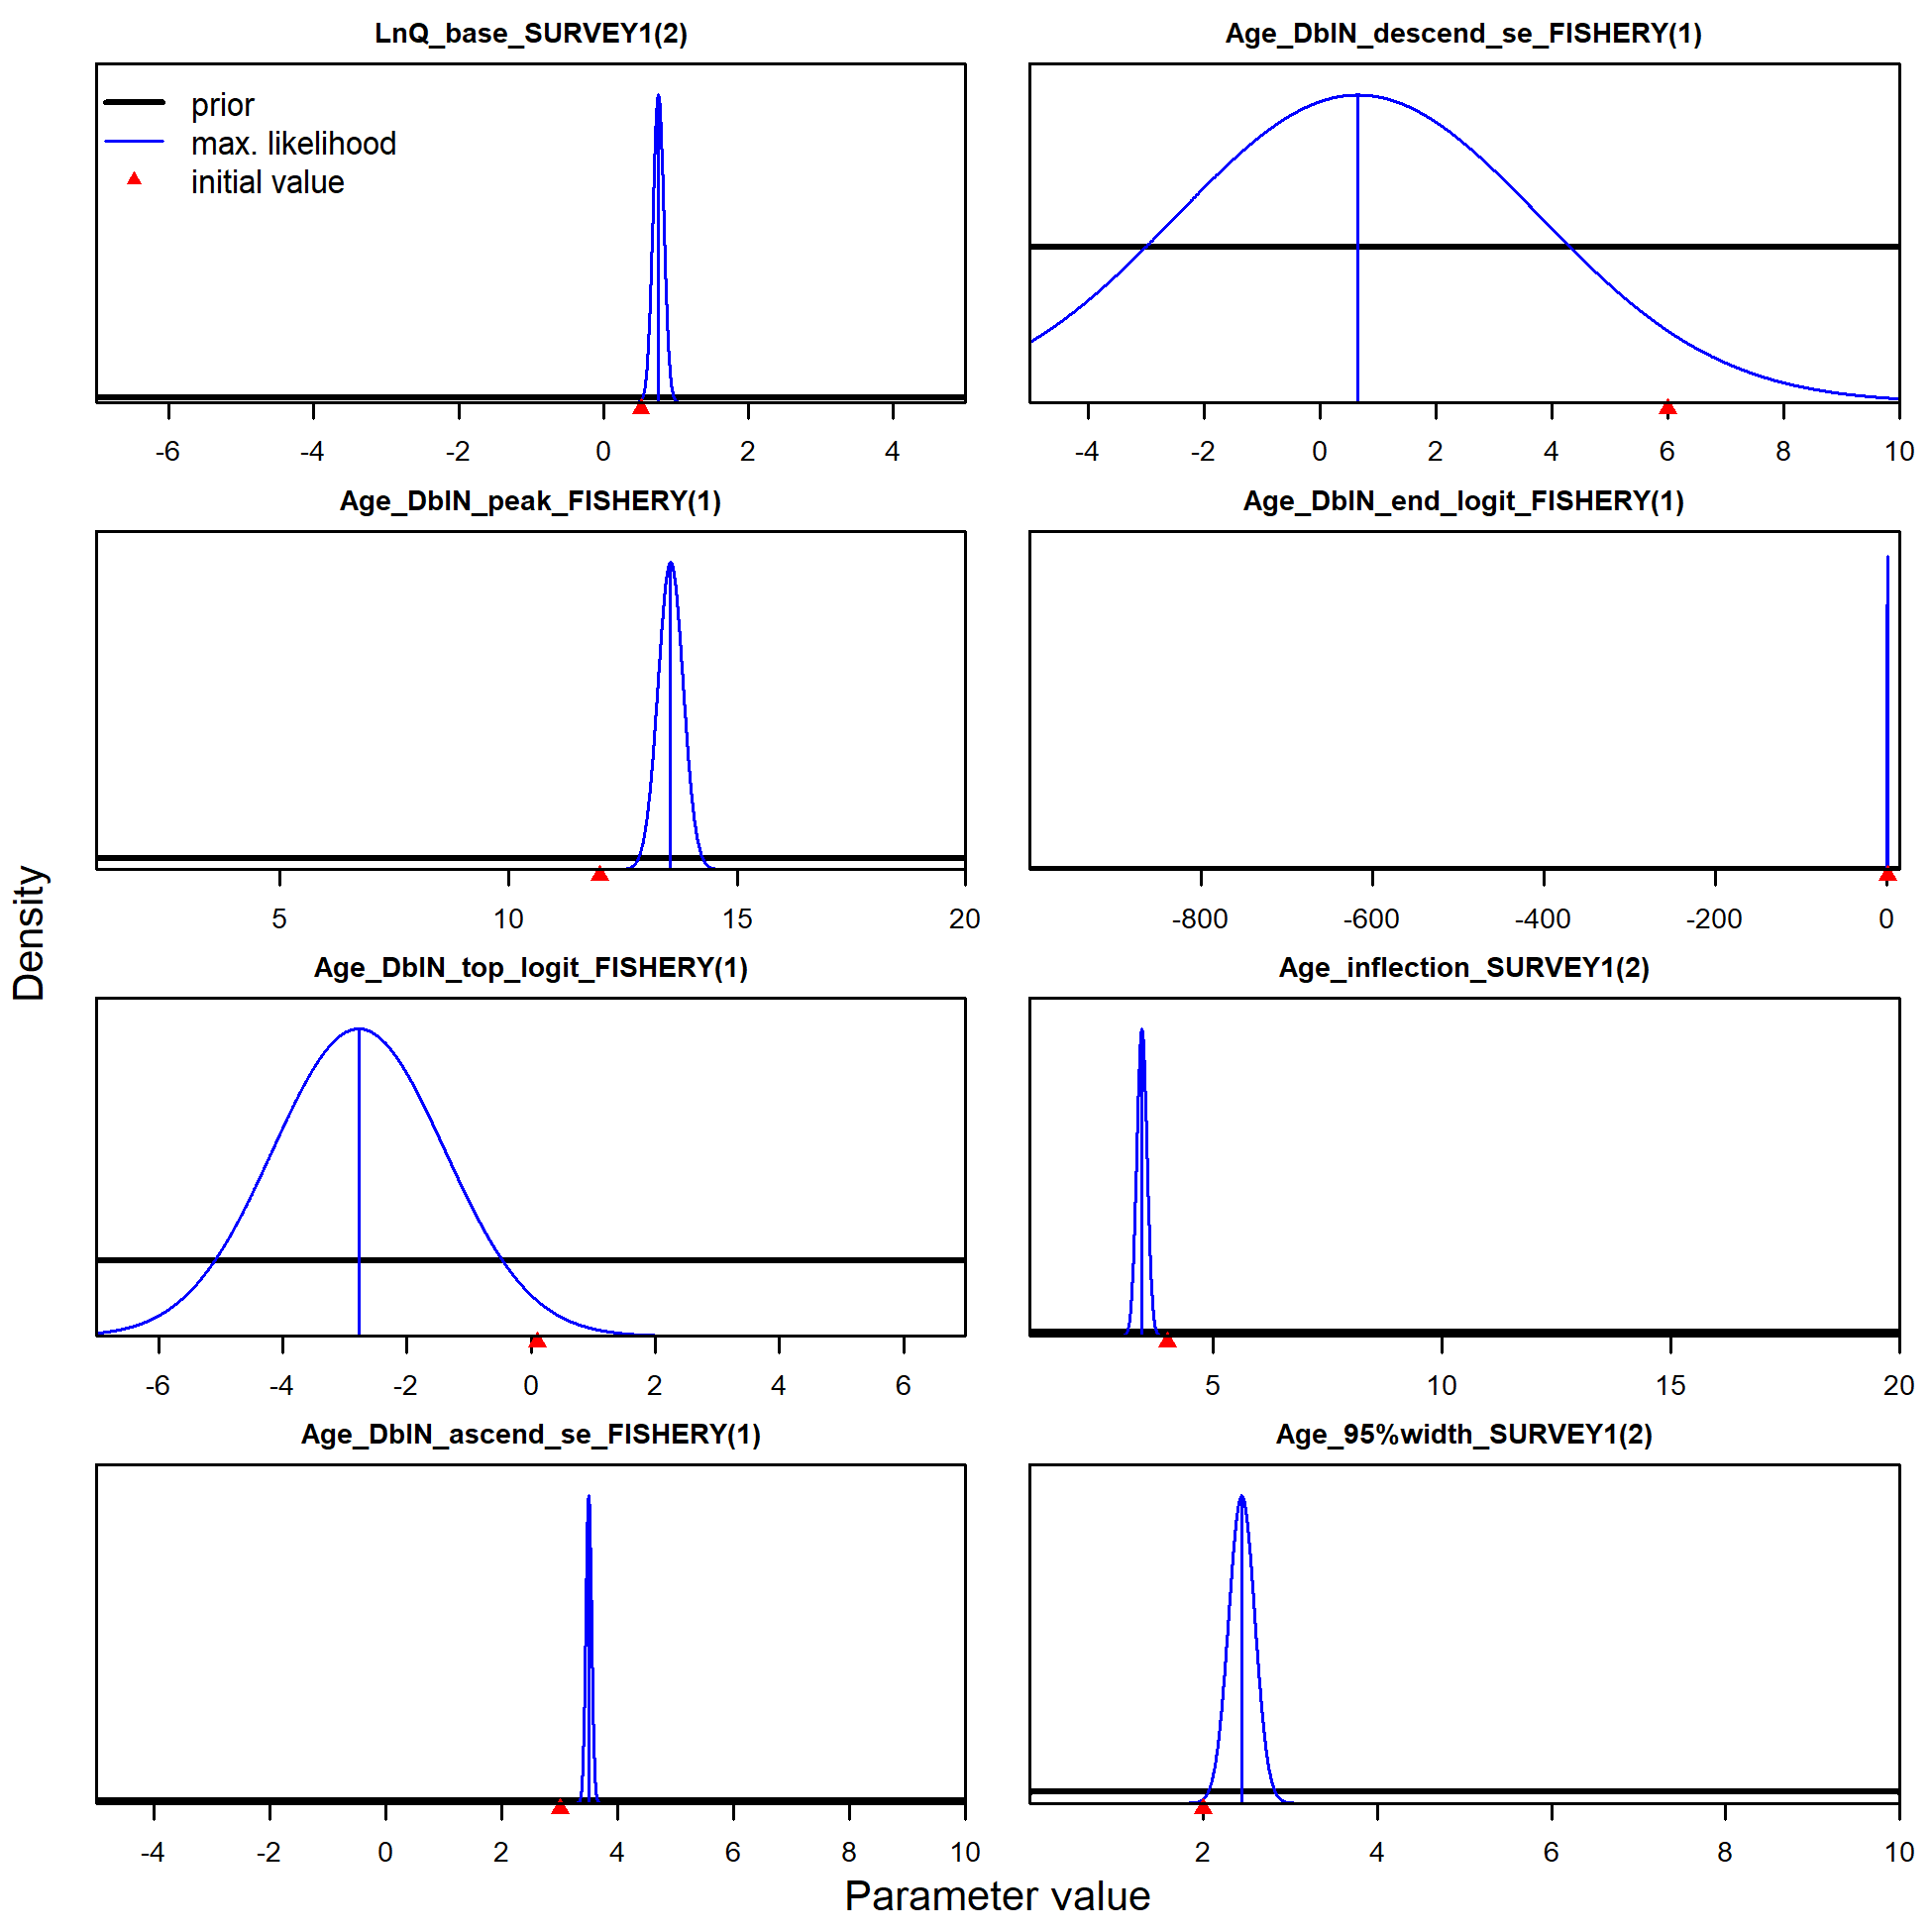 LnQ_base_SURVEY1(2)
prior
max. likelihood
initial value
-6 -4 -2 0 2 4
Age_DblN_descend_se_FISHERY(1)
-4 -2 0 2 4 6 8 10
Age_DblN_peak_FISHERY(1)
5 10 15 20
Age_DblN_end_logit_FISHERY(1)
-800 -600 -400 -200 0
Age_DblN_top_logit_FISHERY(1)
-6 -4 -2 0 2 4 6
Age_inflection_SURVEY1(2)
5 10 15 20
Age_DblN_ascend_se_FISHERY(1)
-4 -2 0 2 4 6 8 10
Age_95%width_SURVEY1(2)
2 4 6 8 10
Density
Parameter value